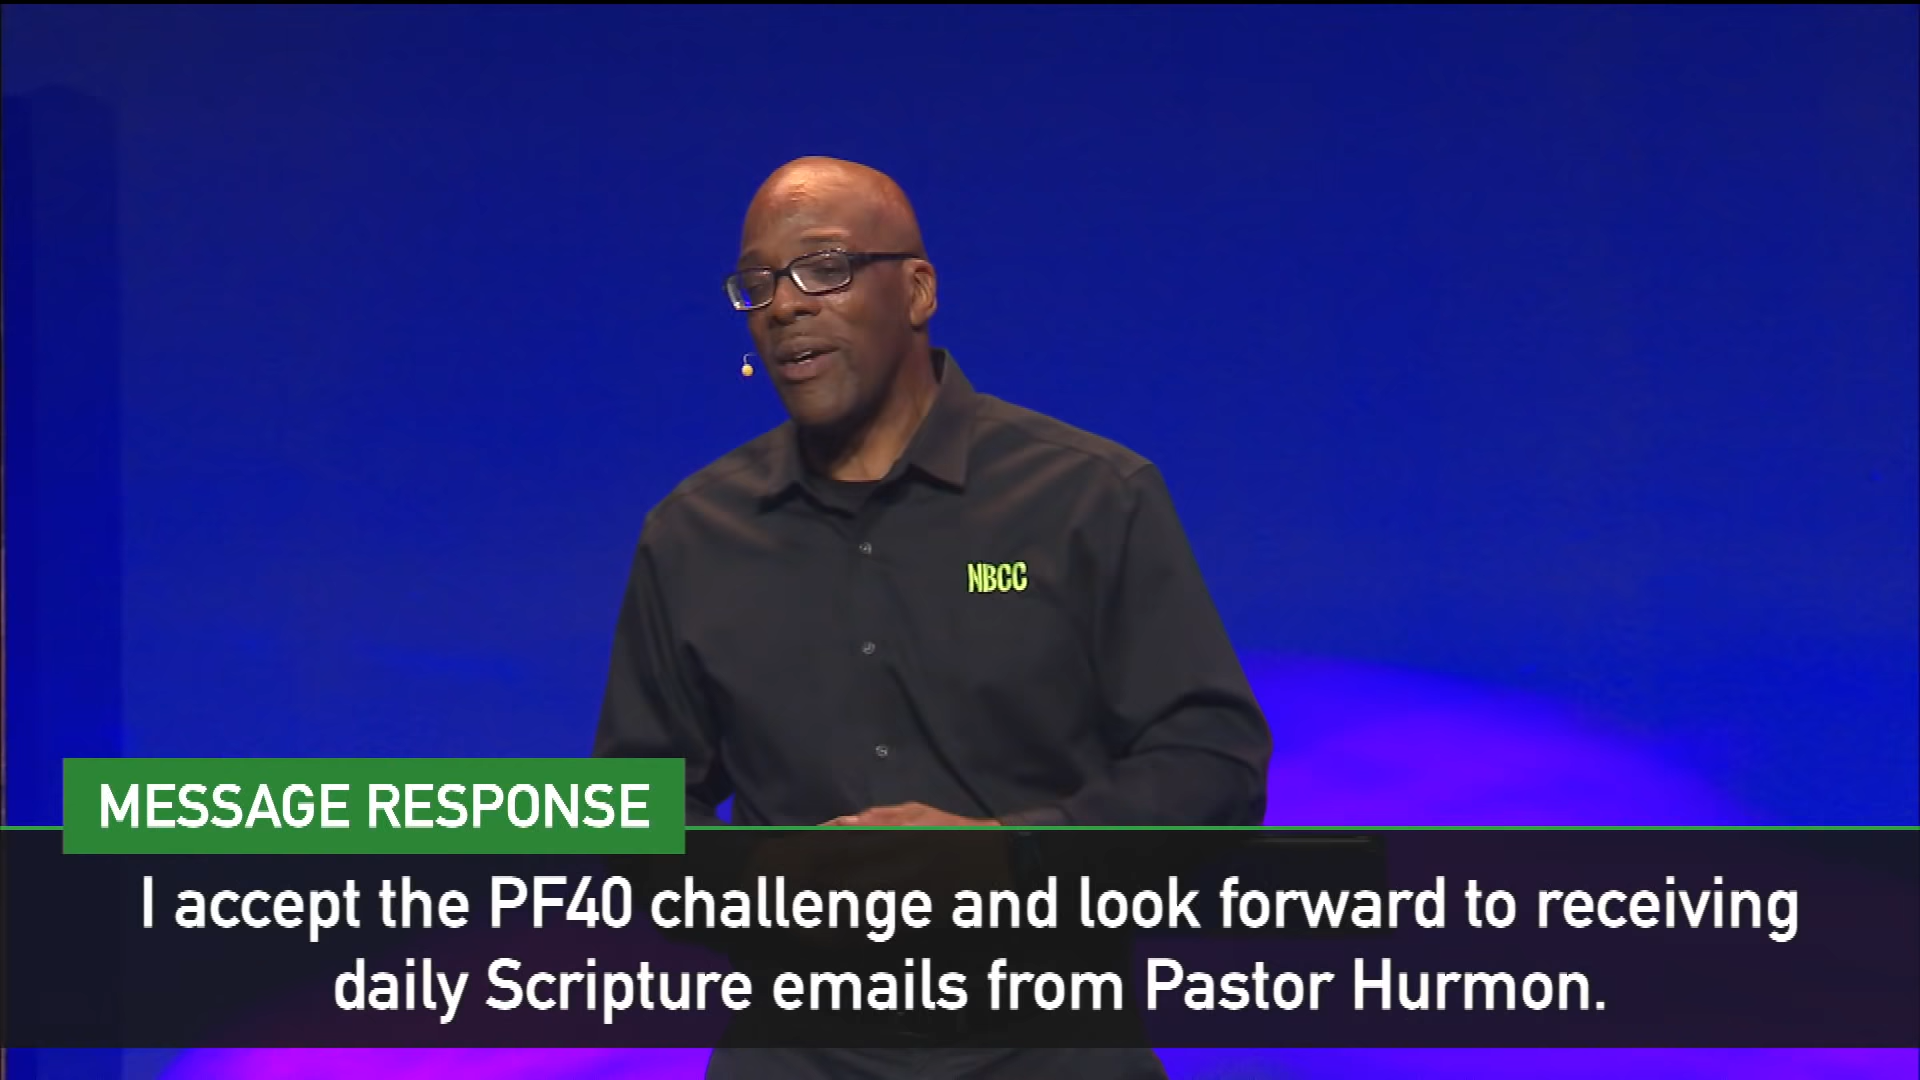 NBCC
MESSAGE RESPONSE
I accept the PF40 challenge and look forward to receiving
daily Scripture emails from Pastor Hurmon.